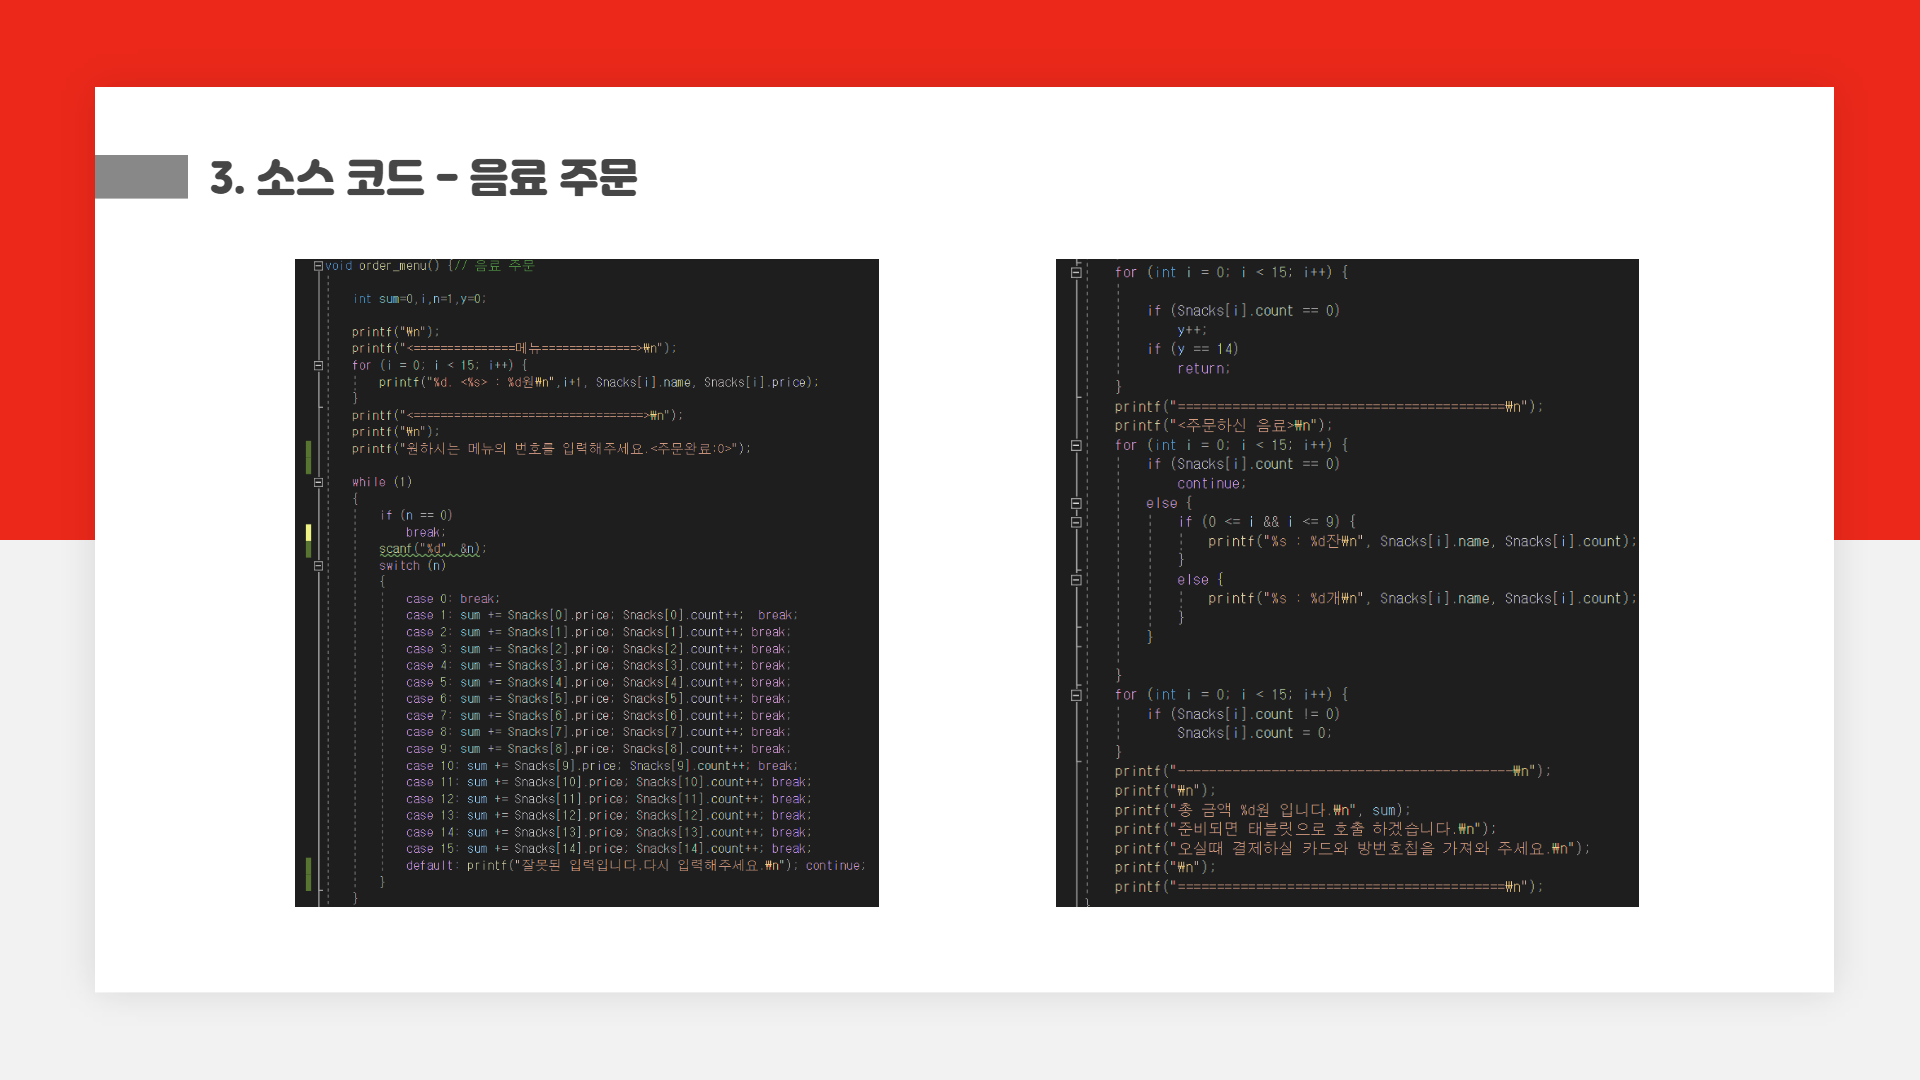 3. 소스 코드 - 음료 주문
void order_menu() {// 음료 주문
int sum=0,i,n=1,y=0;
printf("₩n");
printf("<===============메뉴==============>₩n");
for (i = 0; i < 15; i++) {
printf("%d. <%s> : %d원₩n",i+1, Snacks[i].name, Snacks[i].price);
}
printf("<==================================>₩n");
printf("₩n");
printf("원하시는 메뉴의 번호를 입력해주세요.<주문완료:0>");
while (1)
{
if (n == 0)
break;
scanf("%d", &n);
switch (n)
{
case 0: break;
case 1: sum += Snacks[0].price; Snacks[0].count++;  break;
case 2: sum += Snacks[1].price; Snacks[1].count++; break;
case 3: sum += Snacks[2].price; Snacks[2].count++; break;
case 4: sum += Snacks[3].price; Snacks[3].count++; break;
case 5: sum += Snacks[4].price; Snacks[4].count++; break;
case 6: sum += Snacks[5].price; Snacks[5].count++; break;
case 7: sum += Snacks[6].price; Snacks[6].count++; break;
case 8: sum += Snacks[7].price; Snacks[7].count++; break;
case 9: sum += Snacks[8].price; Snacks[8].count++; break;
case 10: sum += Snacks[9].price; Snacks[9].count++; break;
case 11: sum += Snacks[10].price; Snacks[10].count++; break;
case 12: sum += Snacks[11].price; Snacks[11].count++; break;
case 13: sum += Snacks[12].price; Snacks[12].count++; break;
case 14: sum += Snacks[13].price; Snacks[13].count++; break;
case 15: sum += Snacks[14].price; Snacks[14].count++; break;
default: printf("잘못된 입력입니다.다시 입력해주세요.₩n"); continue;
}
}
for (int i = 0; i < 15; i++) {
if (Snacks[i].count == 0)
y++;
if (y == 14)
return;
}
printf("==========================================₩n");
printf("<주문하신 음료>₩n");
for (int i = 0; i < 15; i++) {
if (Snacks[i].count == 0)
continue;
else {
if (0 <= i && i <= 9) {
printf("%s : %d잔₩n", Snacks[i].name, Snacks[i].count);
}
else {
printf("%s : %d개₩n", Snacks[i].name, Snacks[i].count);
}
}
}
for (int i = 0; i < 15; i++) {
if (Snacks[i].count != 0)
Snacks[i].count = 0;
}
printf("-------------------------------------------₩n");
printf("₩n");
printf("총 금액 %d원 입니다.₩n", sum);
printf("준비되면 태블릿으로 호출 하겠습니다.₩n");
printf("오실때 결제하실 카드와 방번호칩을 가져와 주세요.₩n");
printf("₩n");
printf("==========================================₩n");
}